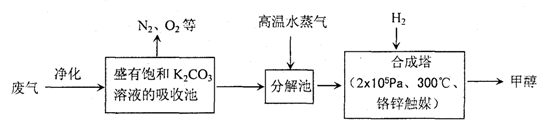 N₂、O₂等
高温水蒸气
H₂
废气
净化
盛有饱和K₂CO₃
溶液的吸收池
分解池
合成塔
(2x10⁵Pa、300℃、
铬锌触媒)
甲醇